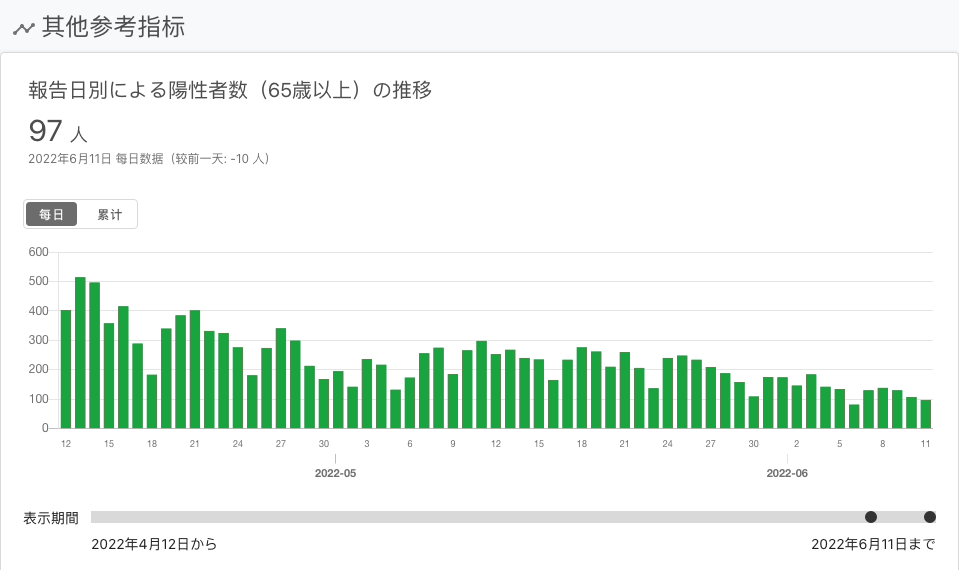 其他参考指标
報告日別による陽性者数（65歳以上）の推移
97 人
2022年6月11日 每日数据（较前一天: -10 人）
每日 累计
600
500
400
300
200
100
0
12 15 18 21 24 27 30 3 6 9 12 15 18 21 24 27 30 2 5 8 11
2022-05 2022-06
表示期間
2022年4月12日から 2022年6月11日まで